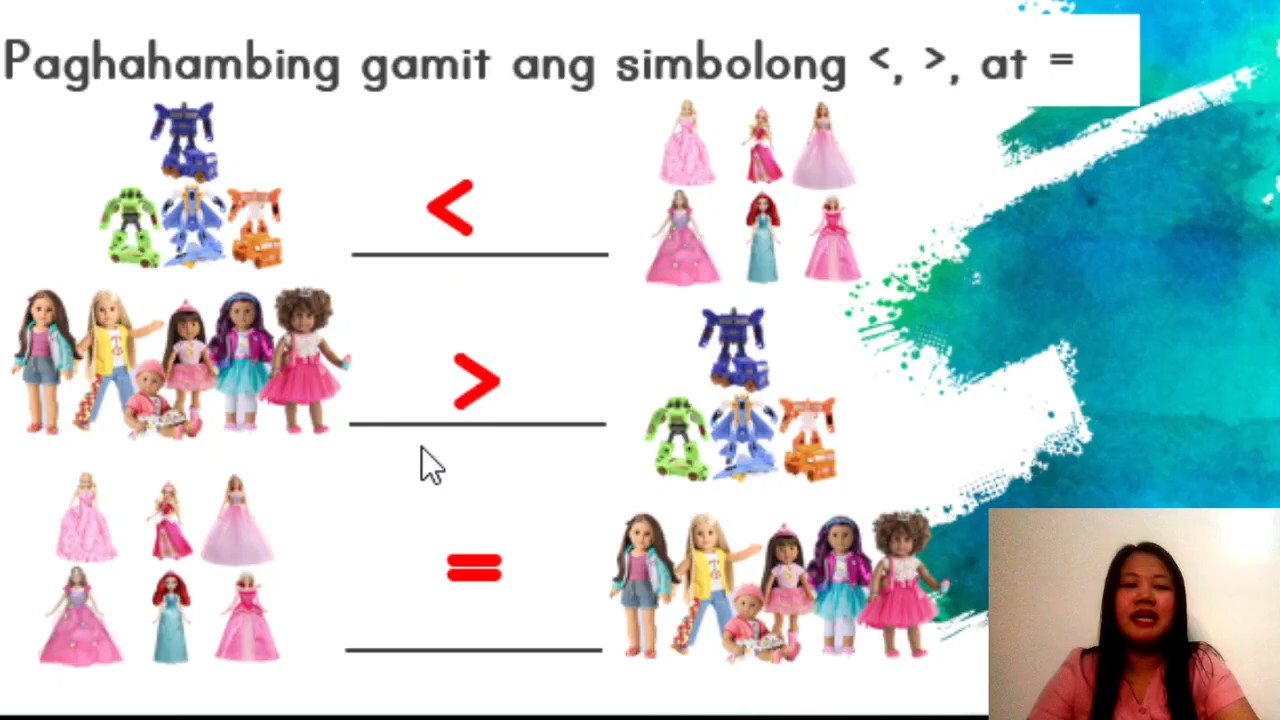 Paghahambing gamit ang simbolong <, >, at =
<
>
=